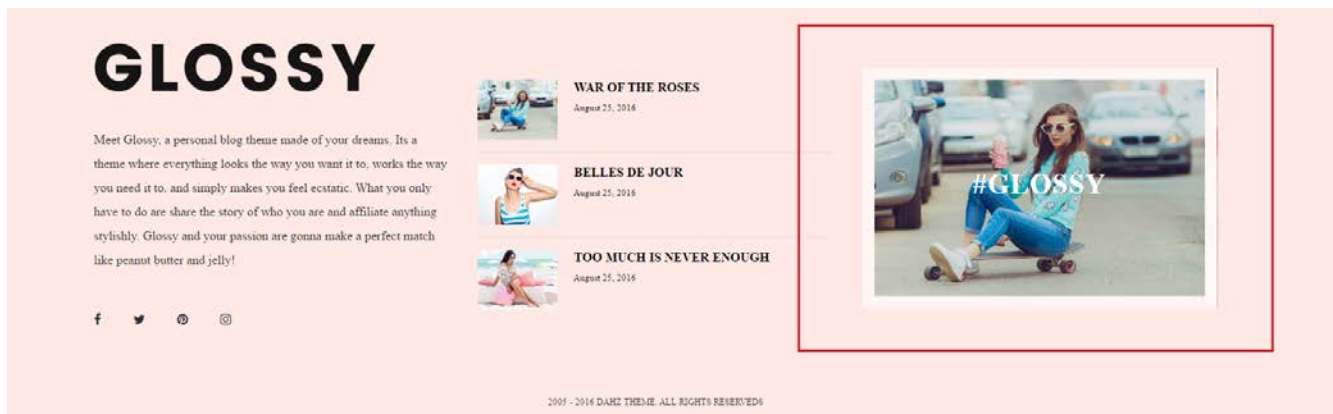 GLOSSY
Meet Glossy, a personal blog theme made of your dreams. Its a
theme where everything looks the way you want it to, works the way
you need it to, and simply makes you feel ecstatic. What you only
have to do are share the story of who you are and affiliate anything
stylishly. Glossy and your passion are gonna make a perfect match
like peanut butter and jelly!
WAR OF THE ROSES
August 25, 2016
BELLES DE JOUR
August 25, 2016
TOO MUCH IS NEVER ENOUGH
August 25, 2016
#GLOSSY
2005 - 2016 DAHZ THEME. ALL RIGHTS RESERVEDS